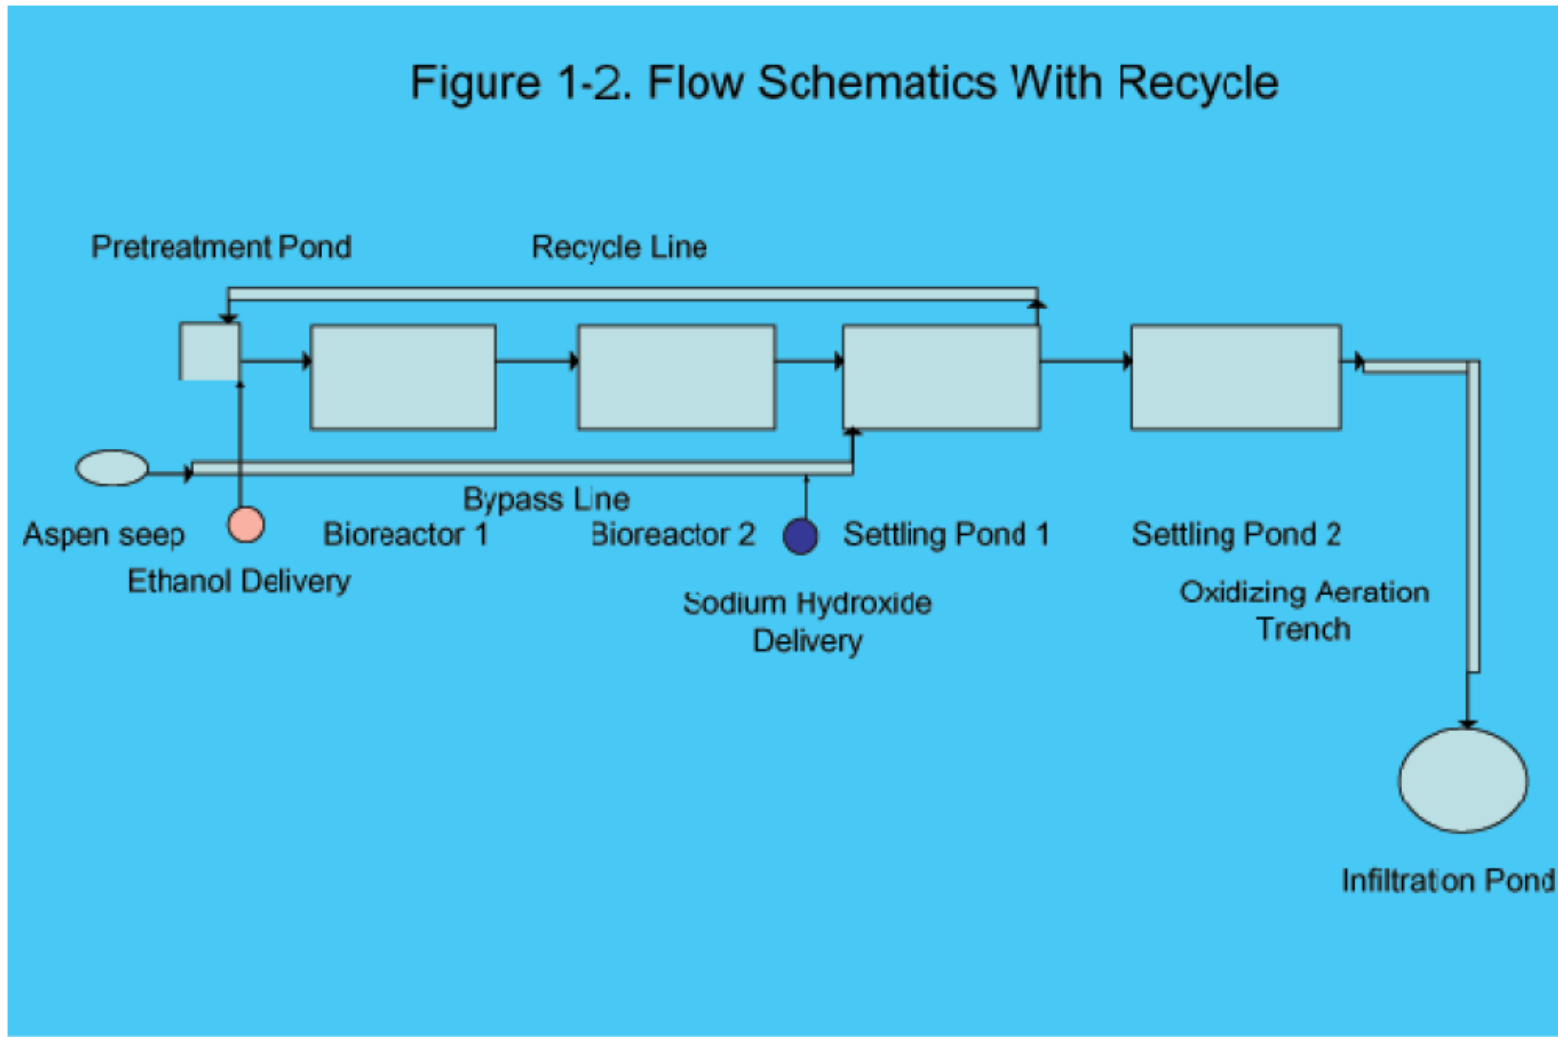 Figure 1-2. Flow Schematics With Recycle
Pretreatment Pond
Recycle Line
Bypass Line
Aspen seep
Bioreactor 1
Bioreactor 2
Settling Pond 1
Settling Pond 2
Ethanol Delivery
Sodium Hydroxide
Delivery
Oxidizing Aeration
Trench
Infiltration Pond